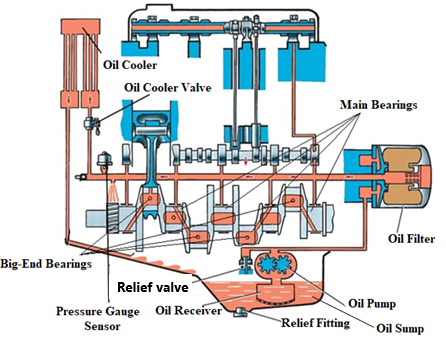 Oil Cooler
Oil Cooler Valve
Main Bearings
Oil Filter
Big-End Bearings
Relief valve
Pressure Gauge
Sensor
Oil Receiver
Oil Pump
Relief Fitting
Oil Sump